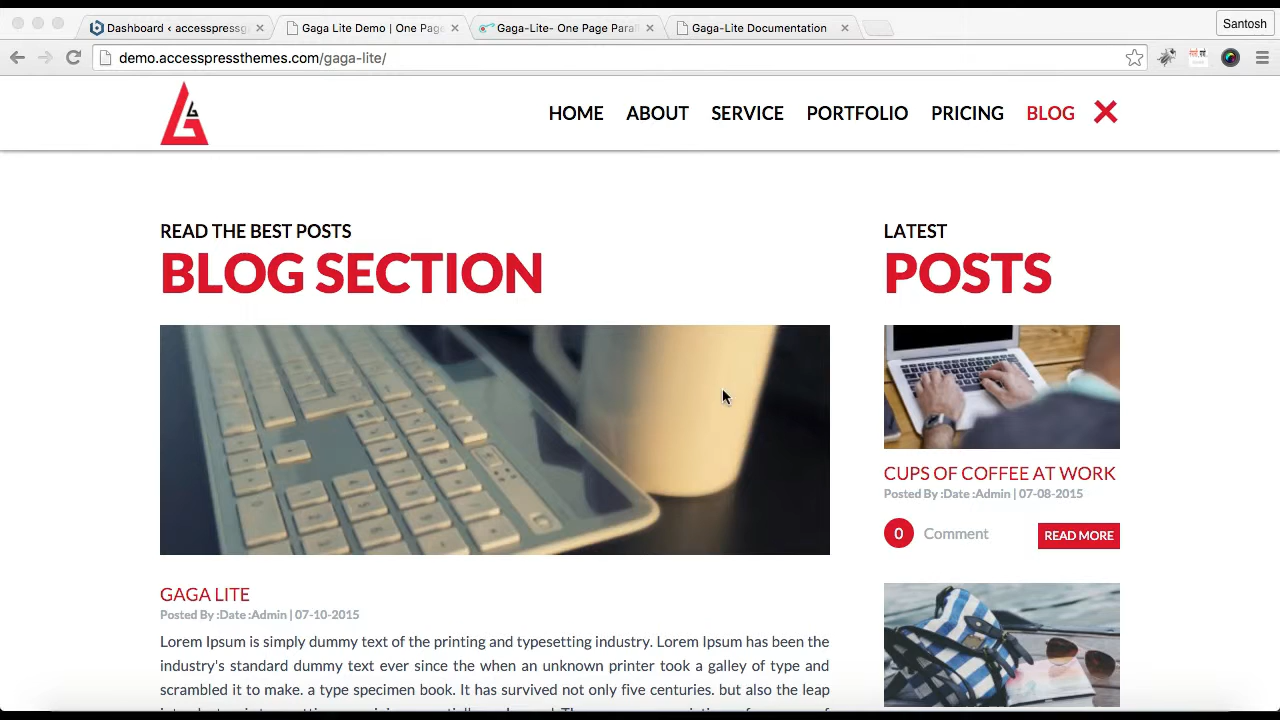 Dashboard ‹ accesspressga
Gaga Lite Demo | One Page
Gaga-Lite- One Page Parall
Gaga-Lite Documentation
Santosh
demo.accesspressthemes.com/gaga-lite/
HOME ABOUT SERVICE PORTFOLIO PRICING BLOG
READ THE BEST POSTS
BLOG SECTION
GAGA LITE
Posted By :Date :Admin | 07-10-2015
Lorem Ipsum is simply dummy text of the printing and typesetting industry. Lorem Ipsum has been the
industry's standard dummy text ever since the when an unknown printer took a galley of type and
scrambled it to make. a type specimen book. It has survived not only five centuries. but also the leap
LATEST
POSTS
CUPS OF COFFEE AT WORK
Posted By :Date :Admin | 07-08-2015
0 Comment
READ MORE